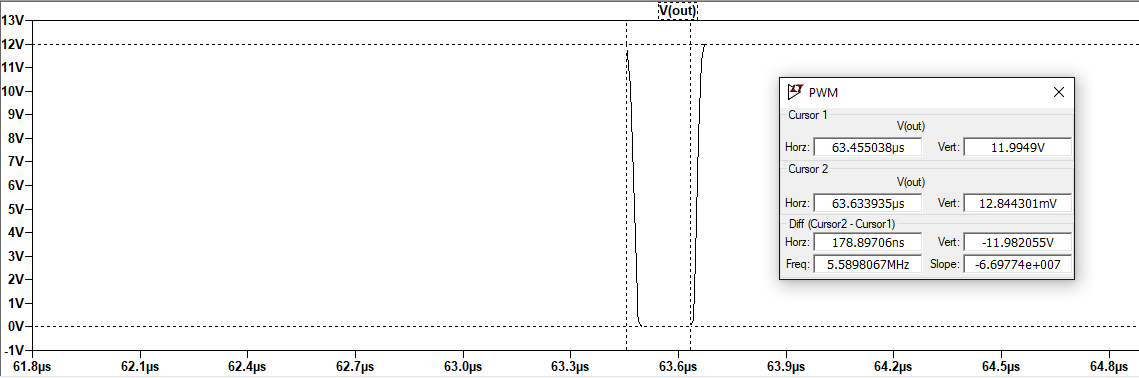 V(out)
13V
12V
11V
10V
9V
8V
7V
6V
5V
4V
3V
2V
1V
0V
-1V
61.8µs 62.1µs 62.4µs 62.7µs 63.0µs 63.3µs 63.6µs 63.9µs 64.2µs 64.5µs 64.8µs
PWM
Cursor 1
V(out)
Horz: 63.455038µs Vert: 11.9949V
Cursor 2
V(out)
Horz: 63.633935µs Vert: 12.844301mV
Diff (Cursor2 - Cursor1)
Horz: 178.89706ns Vert: -11.982055V
Freq: 5.5898067MHz Slope: -6.69774e+007